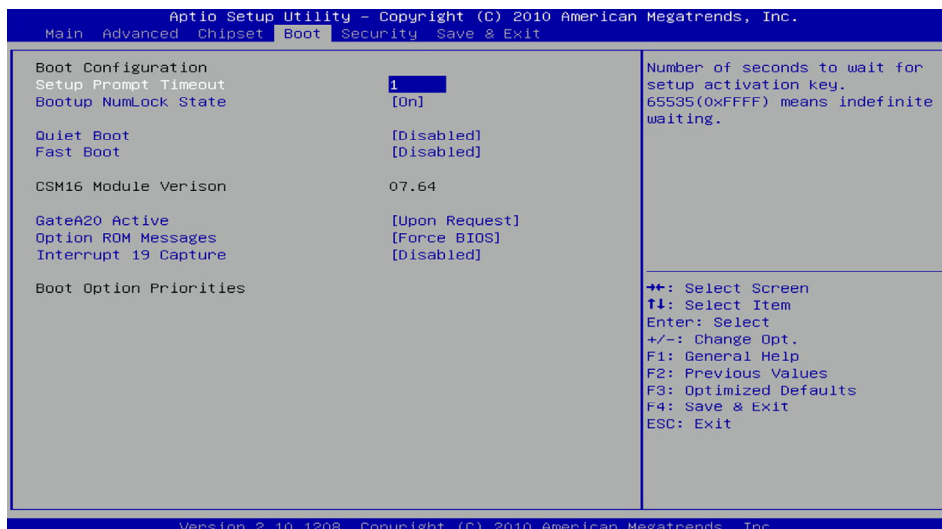 Aptio Setup Utility – Copyright (C) 2010 American Megatrends, Inc.
Main Advanced Chipset Boot Security Save & Exit
Boot Configuration
Setup Prompt Timeout 1
Bootup NumLock State [On]
Quiet Boot [Disabled]
Fast Boot [Disabled]
CSM16 Module Verison 07.64
GateA20 Active [Upon Request]
Option ROM Messages [Force BIOS]
Interrupt 19 Capture [Disabled]
Boot Option Priorities
Number of seconds to wait for
setup activation key.
65535(0xFFFF) means indefinite
waiting.
→←: Select Screen
↑↓: Select Item
Enter: Select
+/-: Change Opt.
F1: General Help
F2: Previous Values
F3: Optimized Defaults
F4: Save & Exit
ESC: Exit
Version 2.10.1208. Copyright (C) 2010 American Megatrends, Inc.